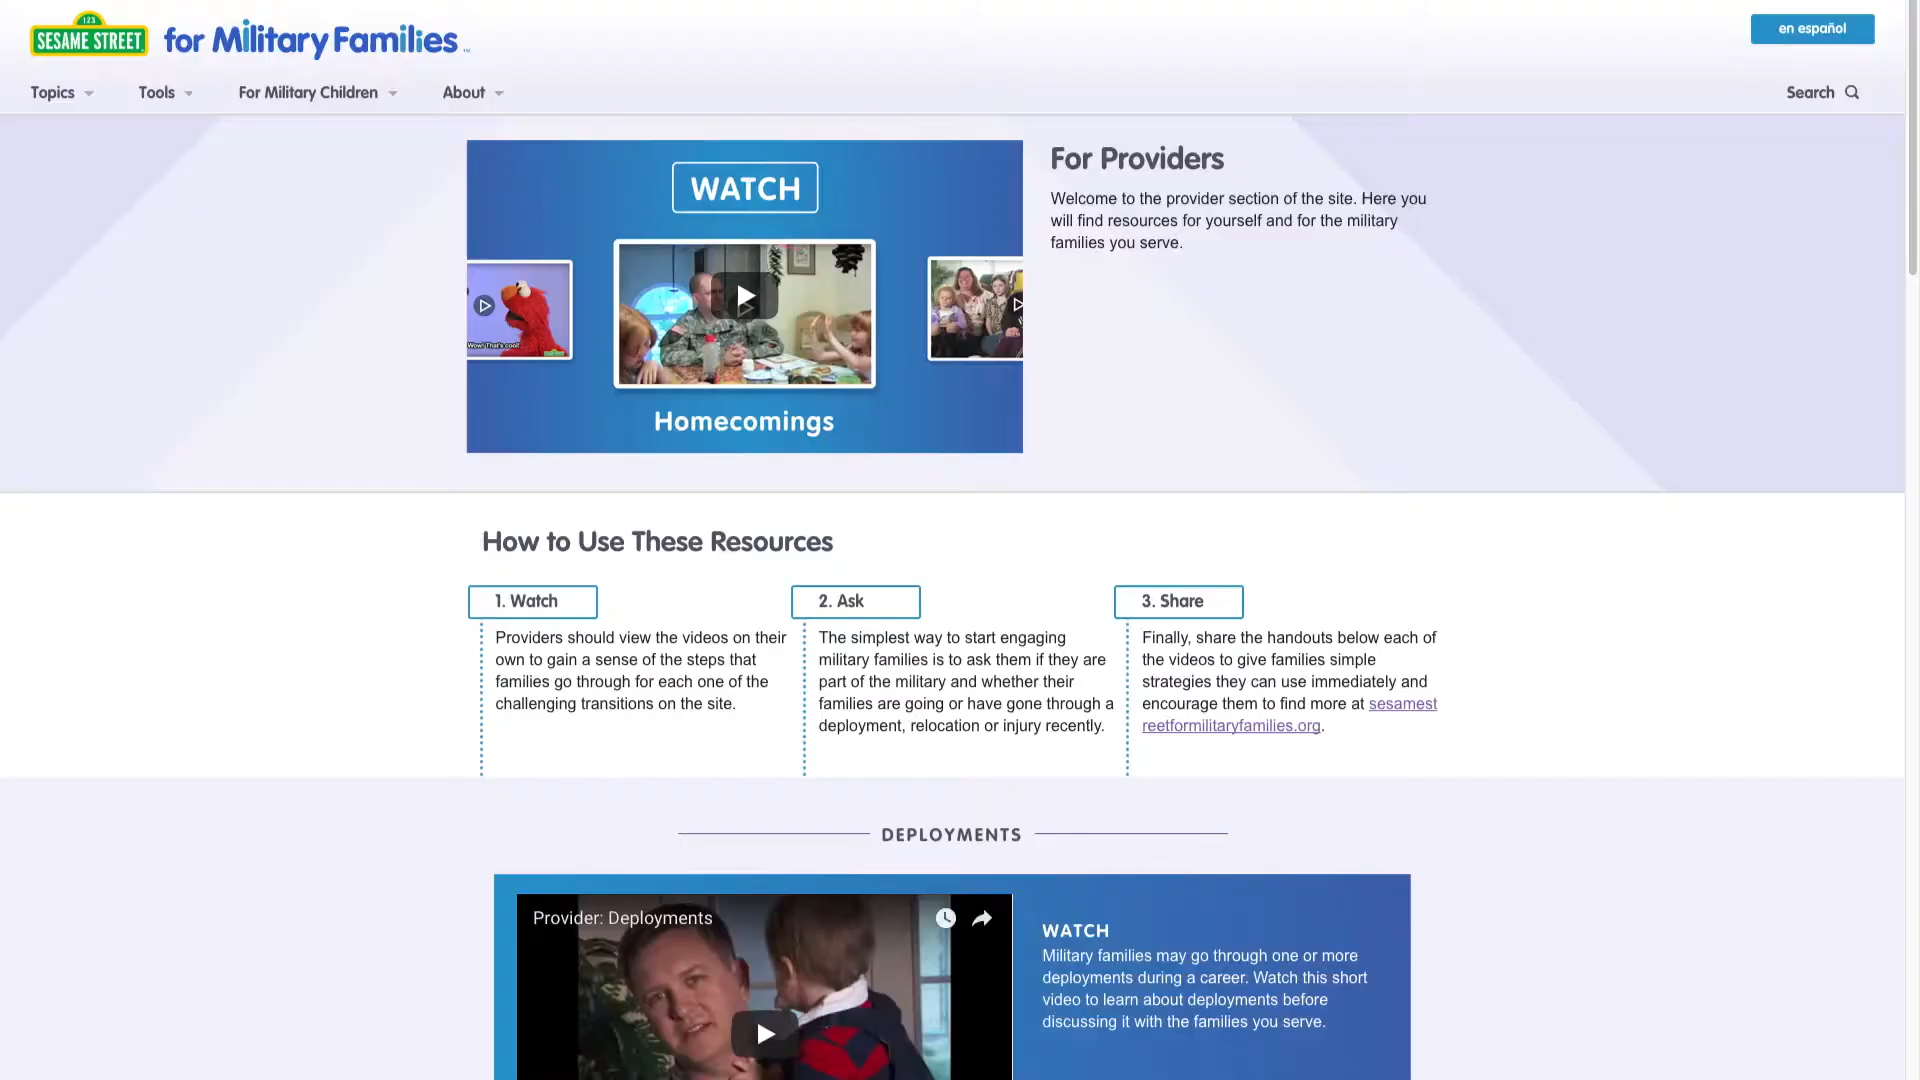 123
SESAME STREET
for Military Families
en español
Topics
Tools
For Military Children
About
Search
WATCH
Wow! That's cool!
Homecomings
For Providers
Welcome to the provider section of the site. Here you
will find resources for yourself and for the military
families you serve.
How to Use These Resources
1. Watch
Providers should view the videos on their
own to gain a sense of the steps that
families go through for each one of the
challenging transitions on the site.
2. Ask
The simplest way to start engaging
military families is to ask them if they are
part of the military and whether their
families are going or have gone through a
deployment, relocation or injury recently.
3. Share
Finally, share the handouts below each of
the videos to give families simple
strategies they can use immediately and
encourage them to find more at sesamest
reetformilitaryfamilies.org.
DEPLOYMENTS
Provider: Deployments
WATCH
Military families may go through one or more
deployments during a career. Watch this short
video to learn about deployments before
discussing it with the families you serve.